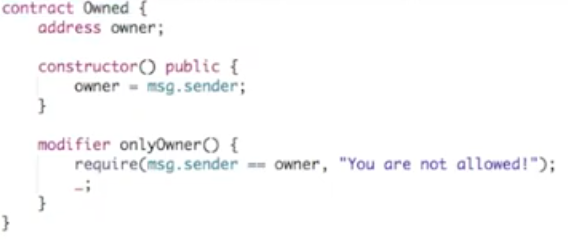 contract Owned {
address owner;
constructor() public {
owner = msg.sender;
}
modifier onlyOwner() {
require(msg.sender == owner, "You are not allowed!");
_;
}
}